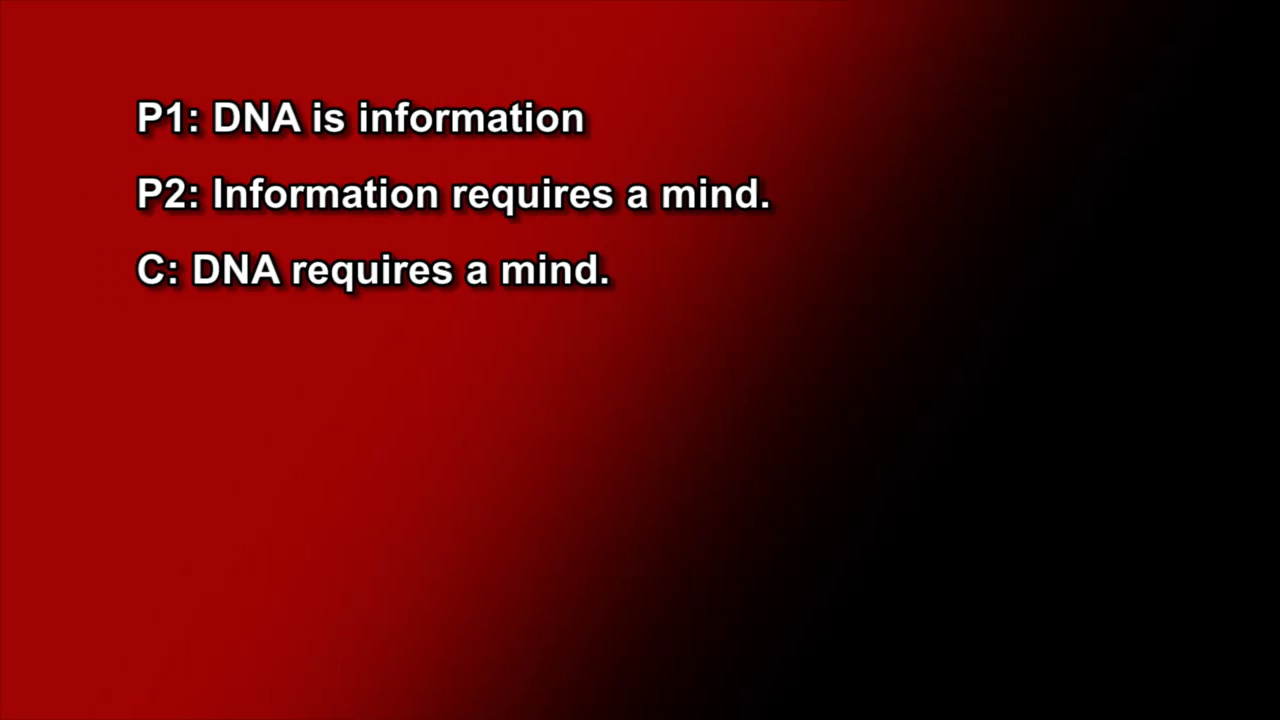 P1: DNA is information
P2: Information requires a mind.
C: DNA requires a mind.